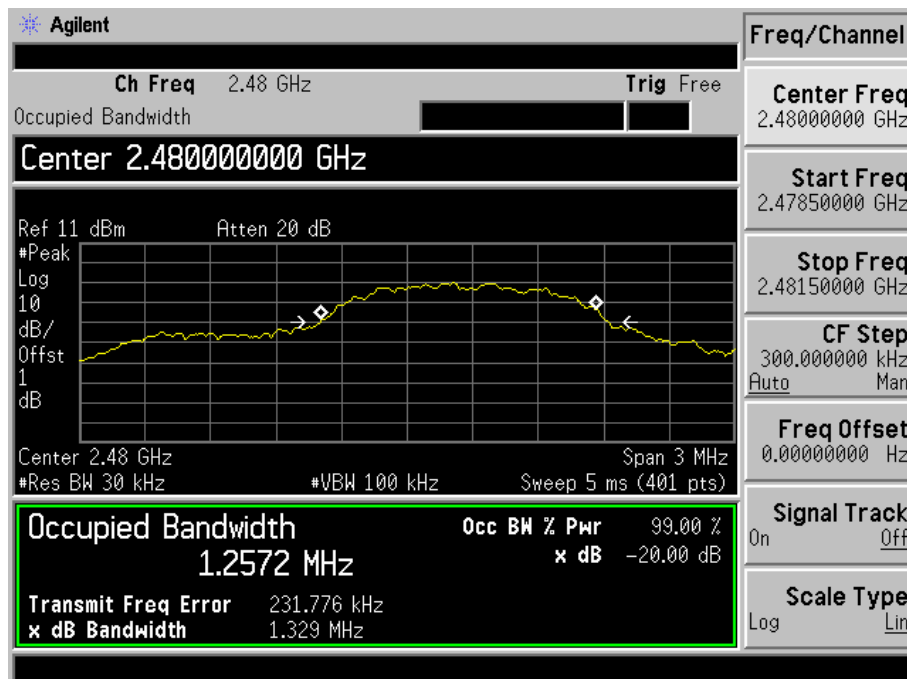 Agilent
Ch Freq 2.48 GHz Trig Free
Occupied Bandwidth
Center 2.480000000 GHz
Ref 11 dBm Atten 20 dB
#Peak
Log
10
dB/
Offst
1
dB
Center 2.48 GHz Span 3 MHz
#Res BW 30 kHz #VBW 100 kHz Sweep 5 ms (401 pts)
Occupied Bandwidth
1.2572 MHz
Occ BW % Pwr 99.00 %
x dB -20.00 dB
Transmit Freq Error 231.776 kHz
x dB Bandwidth 1.329 MHz
Freq/Channel
Center Freq
2.48000000 GHz
Start Freq
2.47850000 GHz
Stop Freq
2.48150000 GHz
CF Step
300.000000 kHz
Auto Man
Freq Offset
0.00000000 Hz
Signal Track
On Off
Scale Type
Log Lin